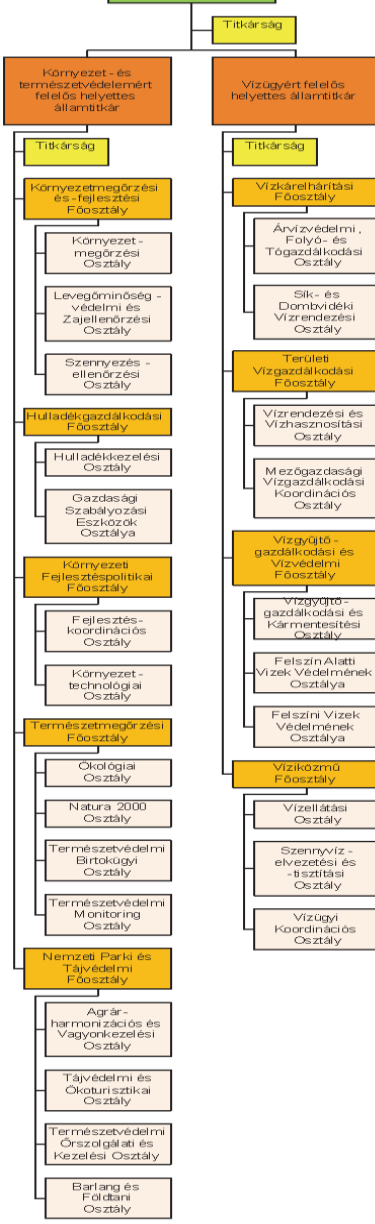 Titkárság
Környezet - és
természetvédelemért
felelős helyettes
államtitkár
Titkárság
Környezetmegőrzési
és -fejlesztési
Főosztály
Környezet -
megőrzési
Osztály
Levegőminőség -
védelmi és
Zajellenőrzési
Osztály
Szennyezés -
ellenőrzési
Osztály
Hulladékgazdálkodási
Főosztály
Hulladékkezelési
Osztály
Gazdasági
Szabályozási
Eszközök
Osztálya
Környezeti
Fejlesztéspolitikai
Főosztály
Fejlesztés-
koordinációs
Osztály
Környezet-
technológiai
Osztály
Természetmegőrzési
Főosztály
Ökológiai
Osztály
Natura 2000
Osztály
Természetvédelmi
Birtokügyi
Osztály
Természetvédelmi
Monitoring
Osztály
Nemzeti Parki és
Tájvédelmi
Főosztály
Agrár-
harmonizációs és
Vagyonkezelési
Osztály
Tájvédelmi és
Ökoturisztikai
Osztály
Természetvédelmi
Őrszolgálati és
Kezelési Osztály
Barlang és
Földtani
Osztály
Vízügyért felelős
helyettes államtitkár
Titkárság
Vízkárelhárítási
Főosztály
Árvízvédelmi,
Folyó- és
Tógazdálkodási
Osztály
Sík- és
Dombvidéki
Vízrendezési
Osztály
Területi
Vízgazdálkodási
Főosztály
Vízrendezési és
Vízhasznosítási
Osztály
Mezőgazdasági
Vízgazdálkodási
Koordinációs
Osztály
Vízgyűjtő -
gazdálkodási és
Vízvédelmi
Főosztály
Vízgyűjtő-
gazdálkodási és
Kármentesítési
Osztály
Felszín Alatti
Vizek Védelmének
Osztálya
Felszíni Vizek
Védelmének
Osztálya
Víziközmű
Főosztály
Vízellátási
Osztály
Szennyvíz -
elvezetési és
-tisztítási
Osztály
Vízügyi
Koordinációs
Osztály